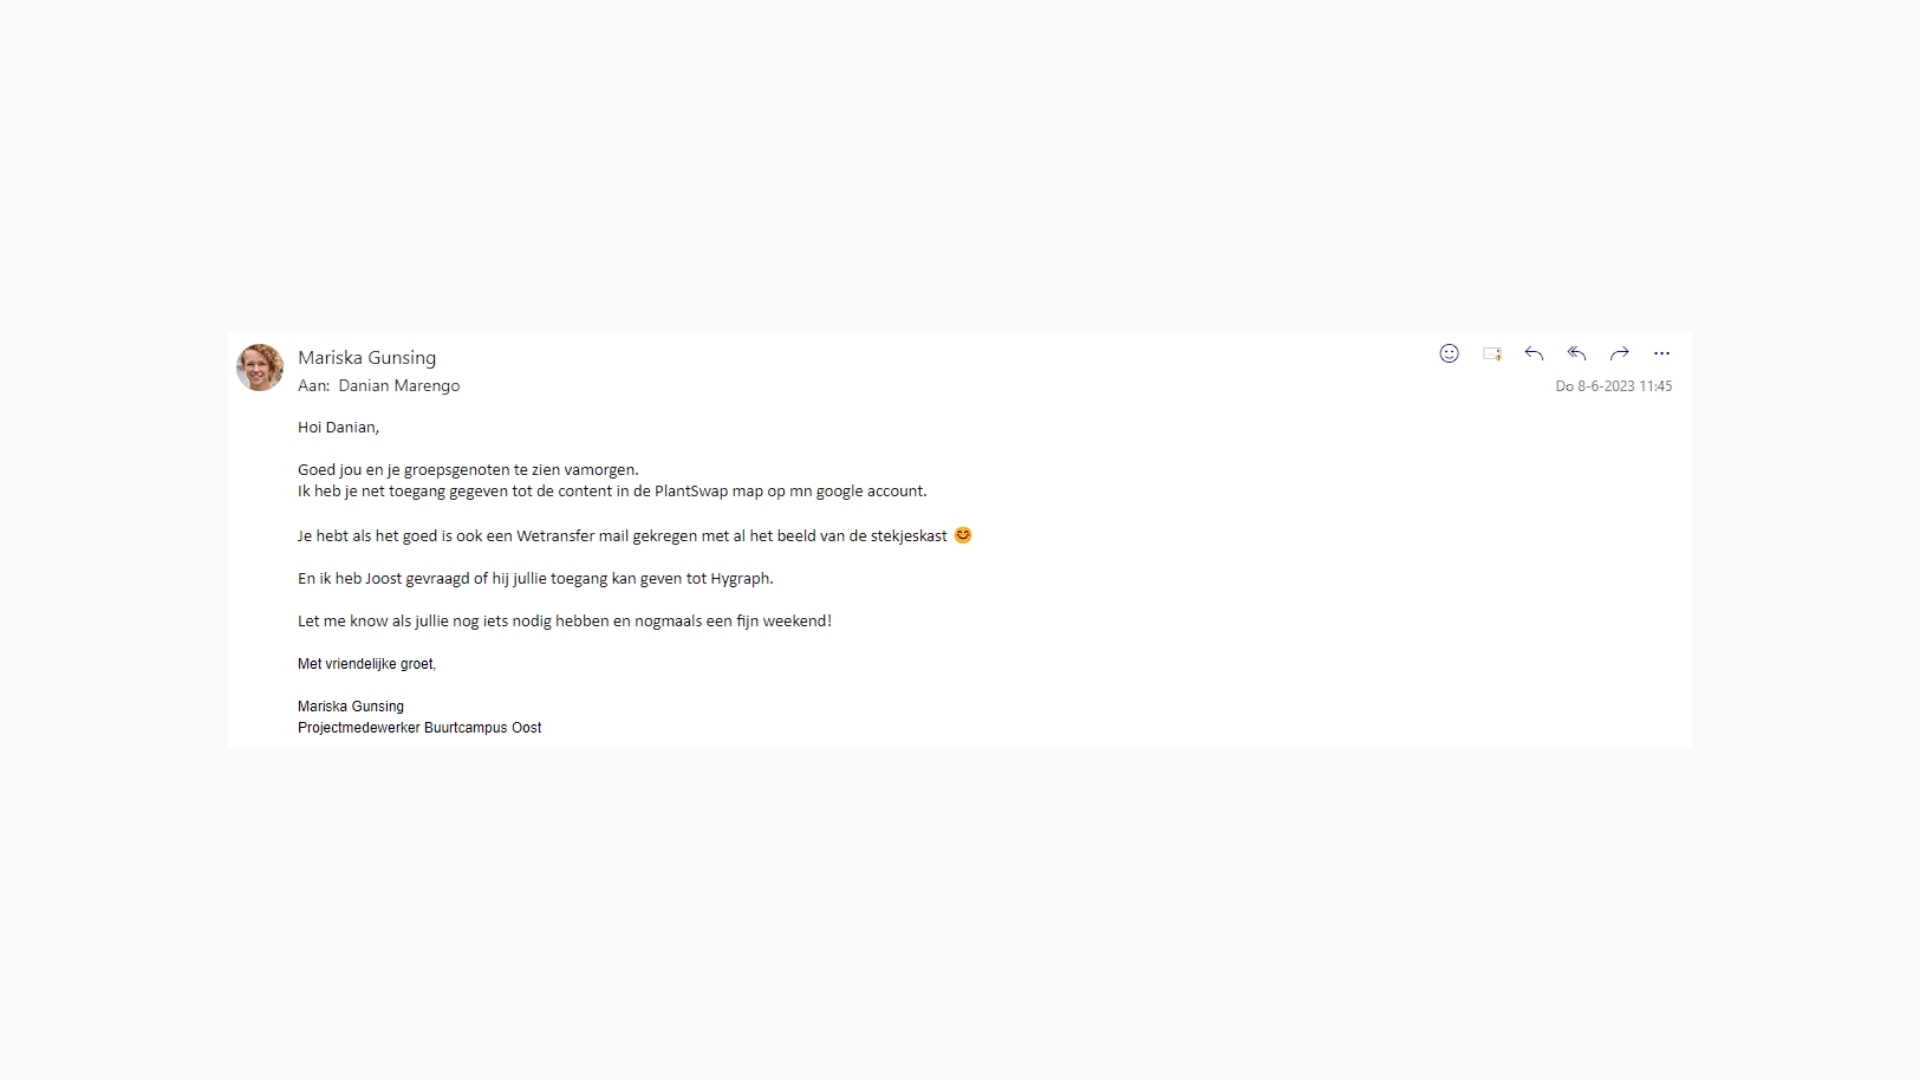 Mariska Gunsing
Aan: Danian Marengo
Do 8-6-2023 11:45
Hoi Danian,
Goed jou en je groepsgenoten te zien vamorgen.
Ik heb je net toegang gegeven tot de content in de PlantSwap map op mn google account.
Je hebt als het goed is ook een Wetransfer mail gekregen met al het beeld van de stekjeskast 😊
En ik heb Joost gevraagd of hij jullie toegang kan geven tot Hygraph.
Let me know als jullie nog iets nodig hebben en nogmaals een fijn weekend!
Met vriendelijke groet,
Mariska Gunsing
Projectmedewerker Buurtcampus Oost